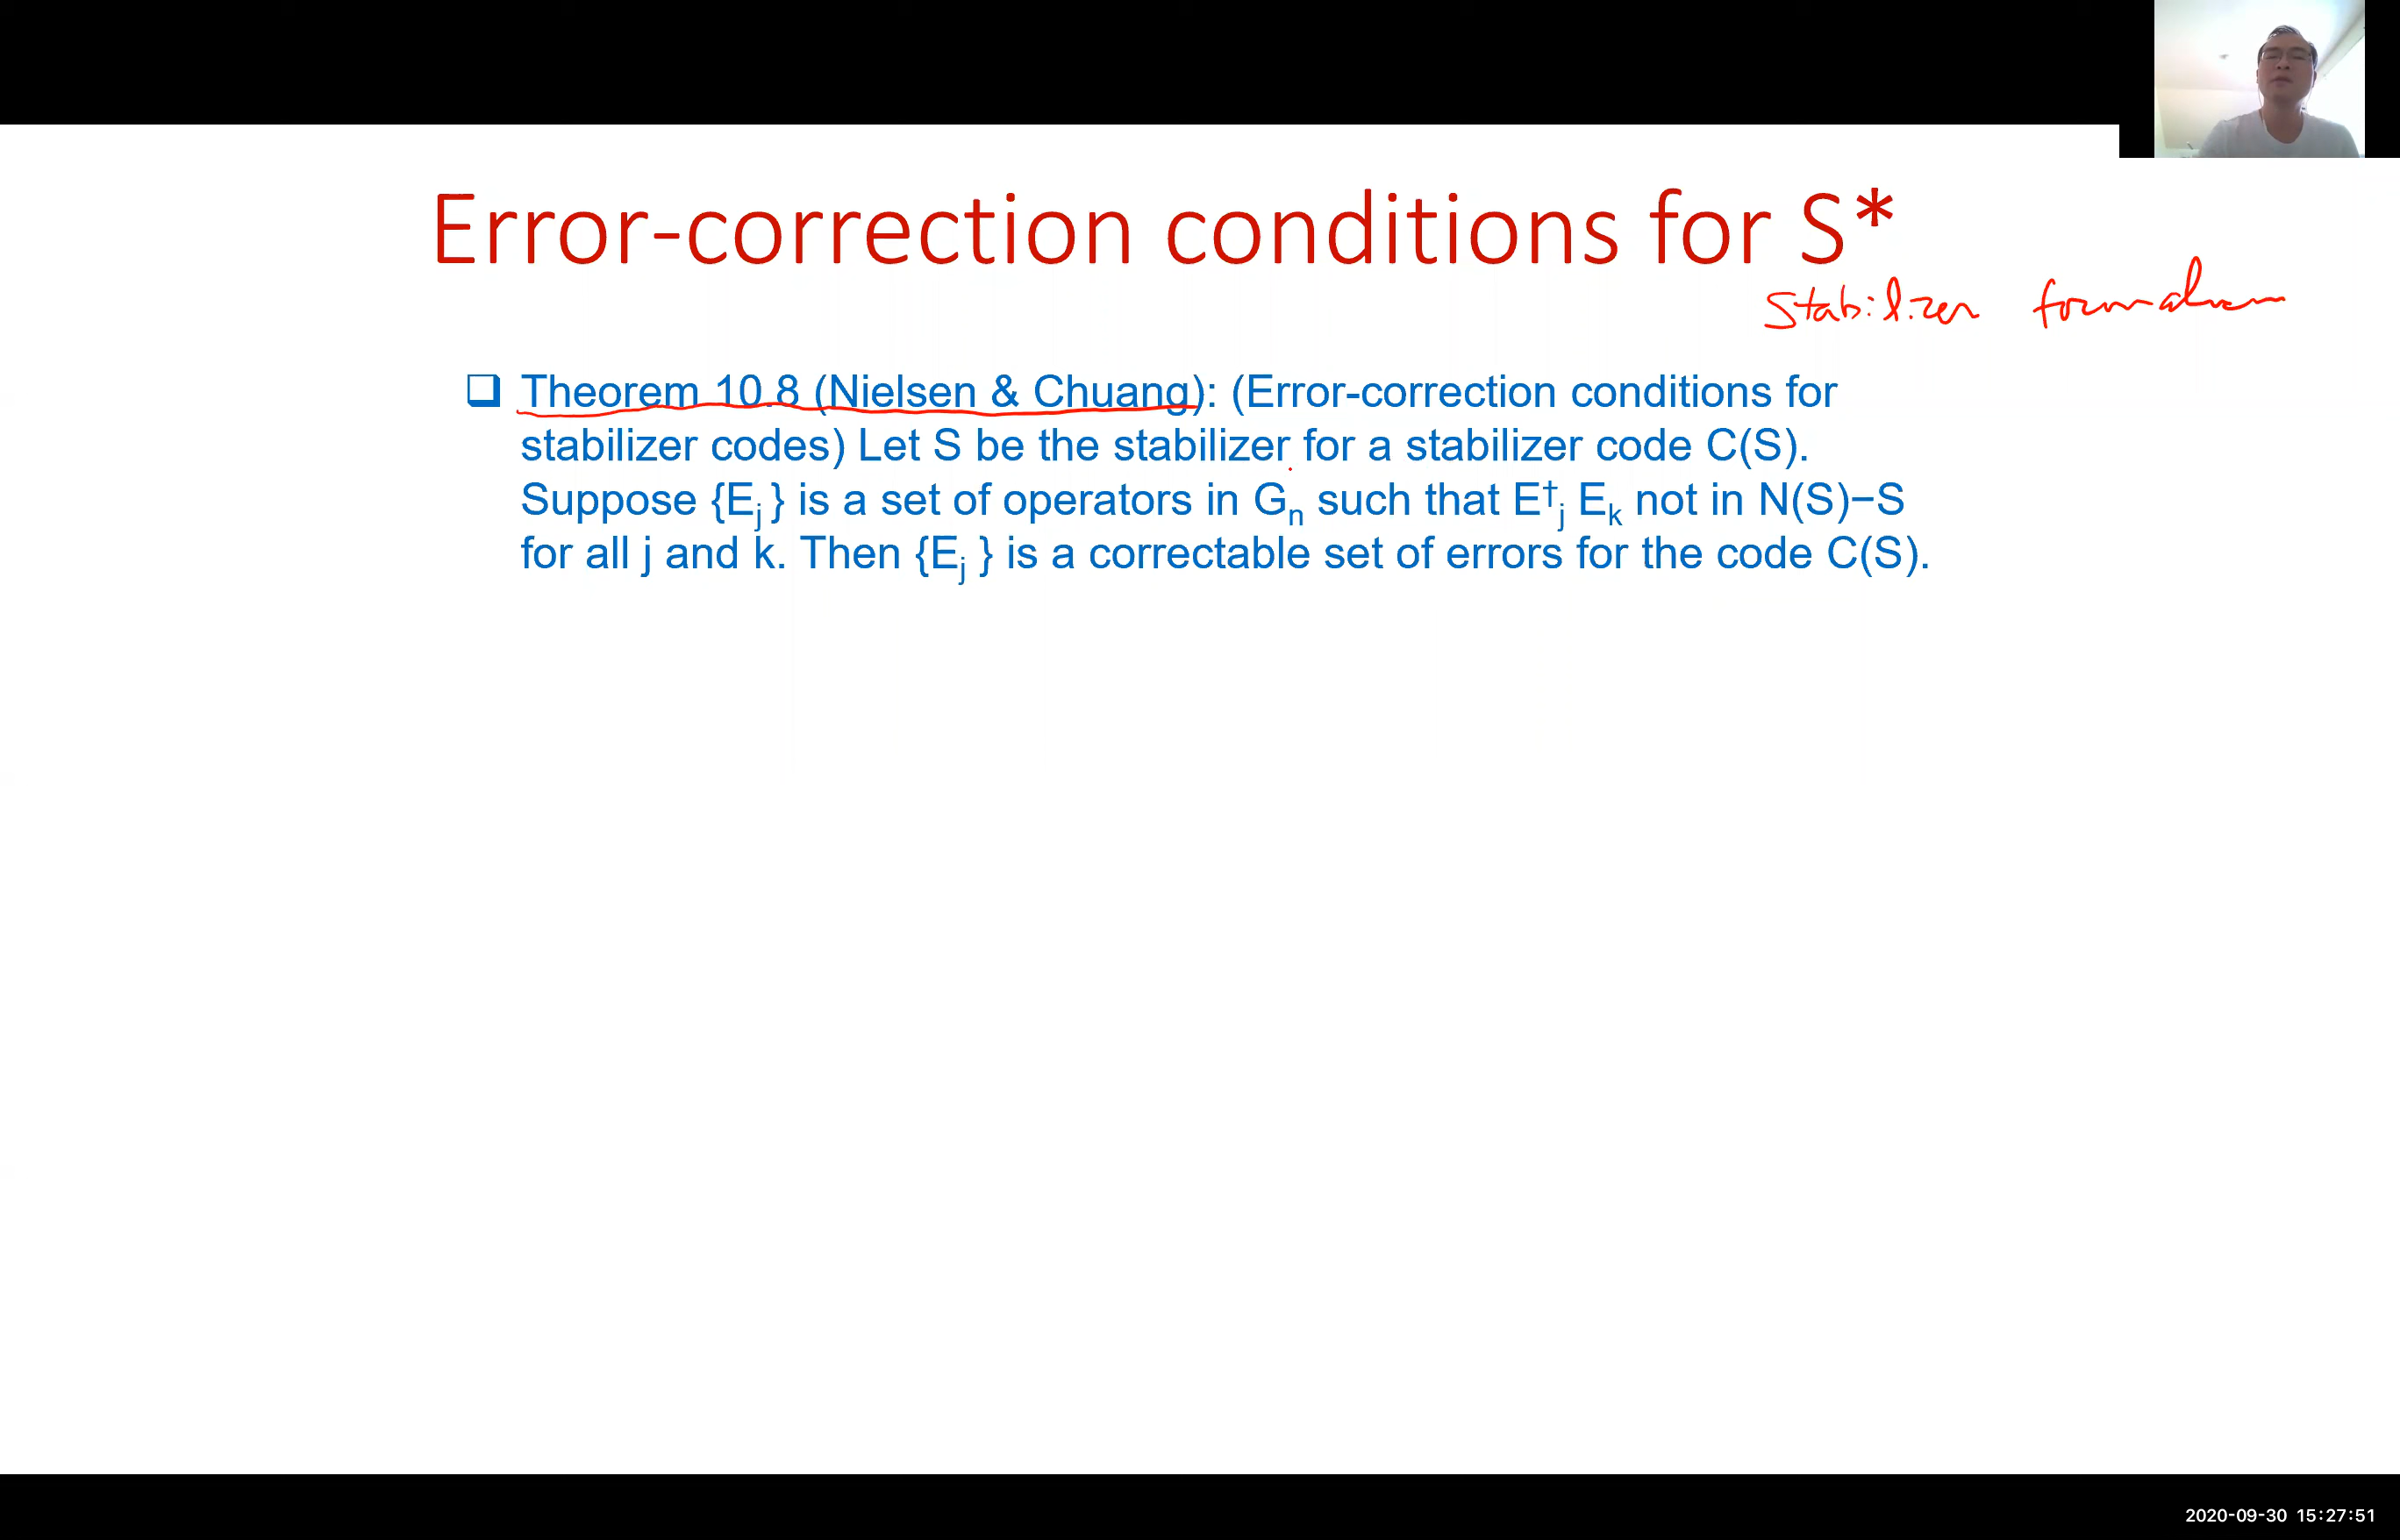 Error-correction conditions for S*
Stabilizer formalism
❑ Theorem 10.8 (Nielsen & Chuang): (Error-correction conditions for
stabilizer codes) Let S be the stabilizer for a stabilizer code C(S).
Suppose {Eⱼ} is a set of operators in Gₙ such that E†ⱼ Eₖ not in N(S)−S
for all j and k. Then {Eⱼ } is a correctable set of errors for the code C(S).
2020-09-30 15:27:51